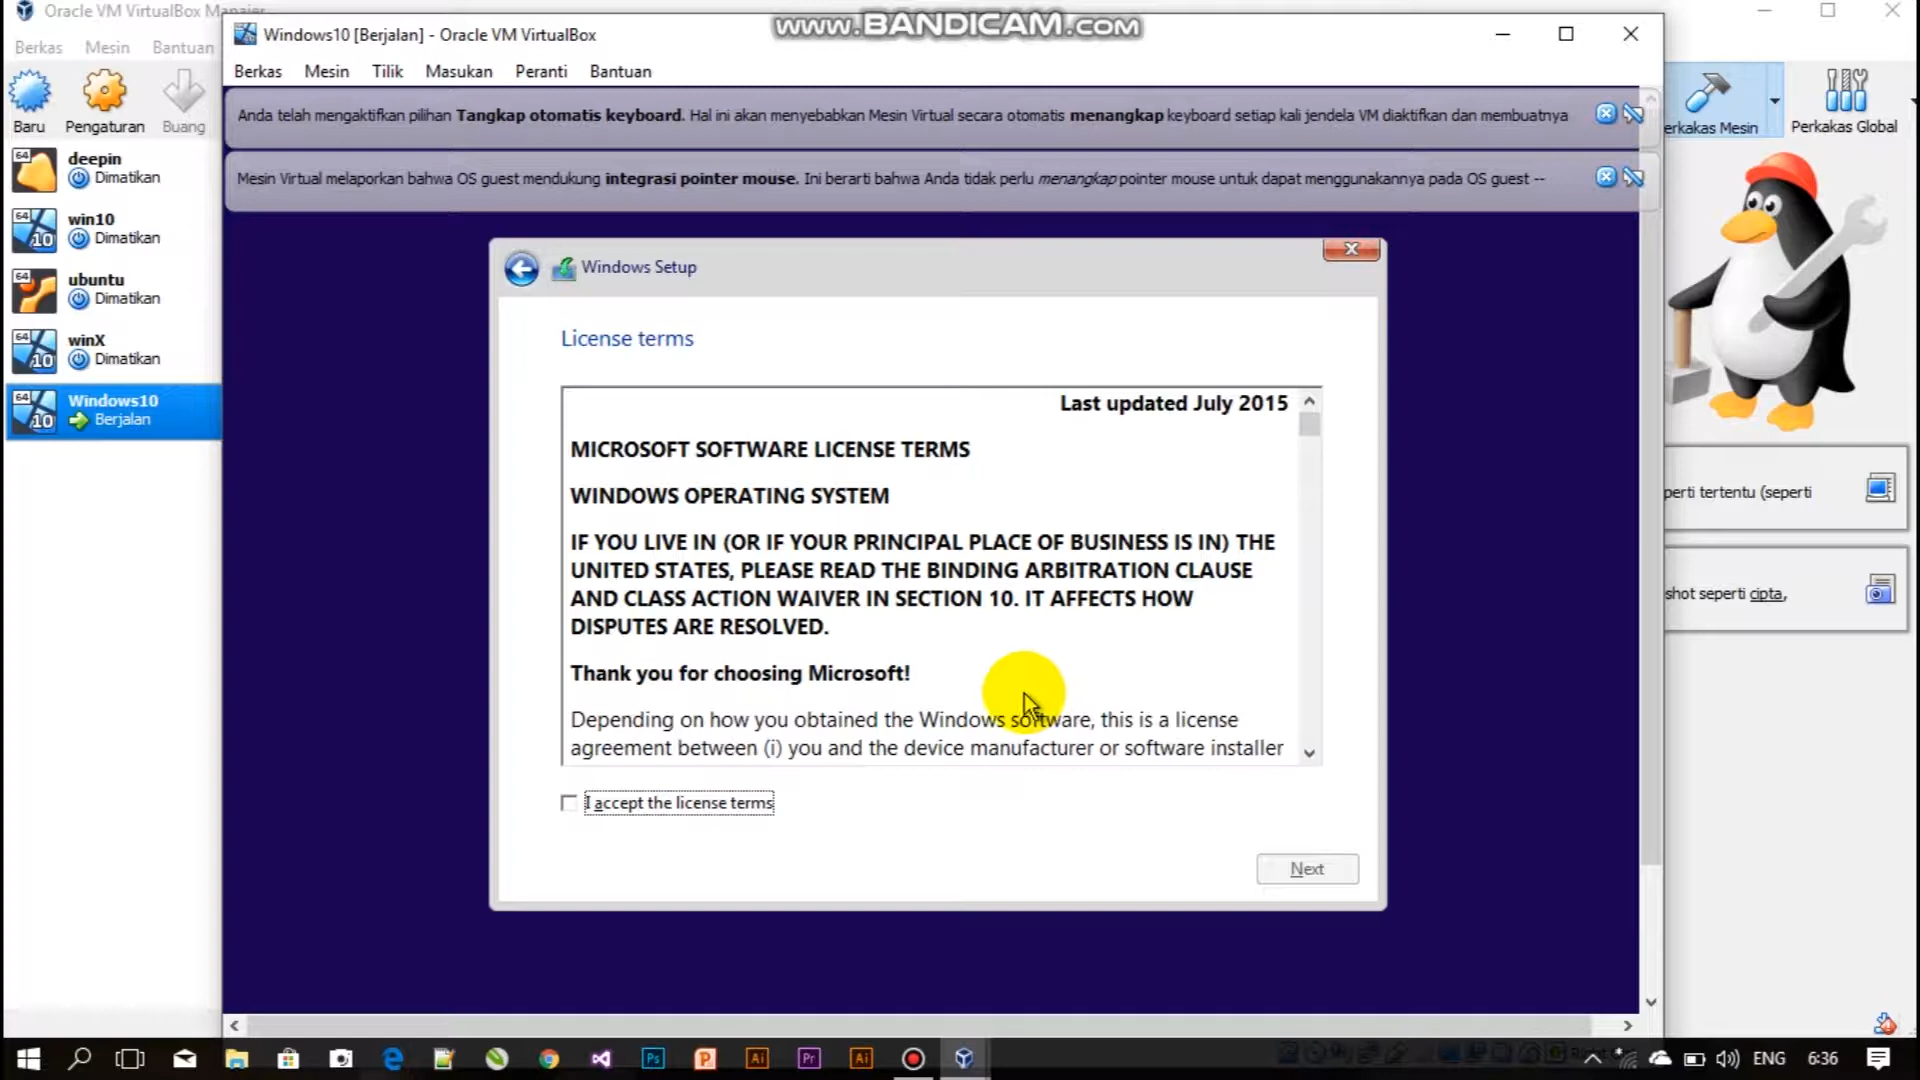 Oracle VM VirtualBox Manajer
Berkas Mesin Bantuan
Baru Pengaturan Buang
deepin
Dimatikan
win10
Dimatikan
ubuntu
Dimatikan
winX
Dimatikan
Windows10
Berjalan
www.BANDICAM.com
Windows10 [Berjalan] - Oracle VM VirtualBox
Berkas Mesin Tilik Masukan Peranti Bantuan
Anda telah mengaktifkan pilihan Tangkap otomatis keyboard. Hal ini akan menyebabkan Mesin Virtual secara otomatis menangkap keyboard setiap kali jendela VM diaktifkan dan membuatnya
Mesin Virtual melaporkan bahwa OS guest mendukung integrasi pointer mouse. Ini berarti bahwa Anda tidak perlu menangkap pointer mouse untuk dapat menggunakannya pada OS guest --
Windows Setup
License terms
Last updated July 2015
MICROSOFT SOFTWARE LICENSE TERMS
WINDOWS OPERATING SYSTEM
IF YOU LIVE IN (OR IF YOUR PRINCIPAL PLACE OF BUSINESS IS IN) THE
UNITED STATES, PLEASE READ THE BINDING ARBITRATION CLAUSE
AND CLASS ACTION WAIVER IN SECTION 10. IT AFFECTS HOW
DISPUTES ARE RESOLVED.
Thank you for choosing Microsoft!
Depending on how you obtained the Windows software, this is a license
agreement between (i) you and the device manufacturer or software installer
I accept the license terms
Next
erkakas Mesin Perkakas Global
perti tertentu (seperti
shot seperti cipta,
ENG 6:36